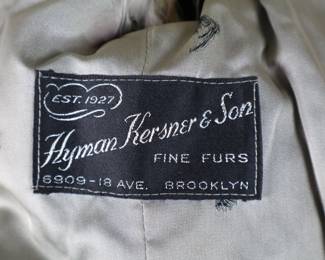 EST. 1927
Hyman Kersner & Son
FINE FURS
6909-18 AVE. BROOKLYN